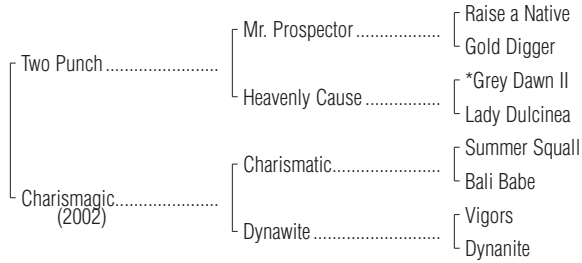 Raise a Native
Mr. Prospector ..................
Gold Digger
Two Punch ........................
*Grey Dawn II
Heavenly Cause ................
Lady Dulcinea
Summer Squall
Charismatic.......................
Bali Babe
Charismagic......................
(2002)
Vigors
Dynawite ...........................
Dynanite